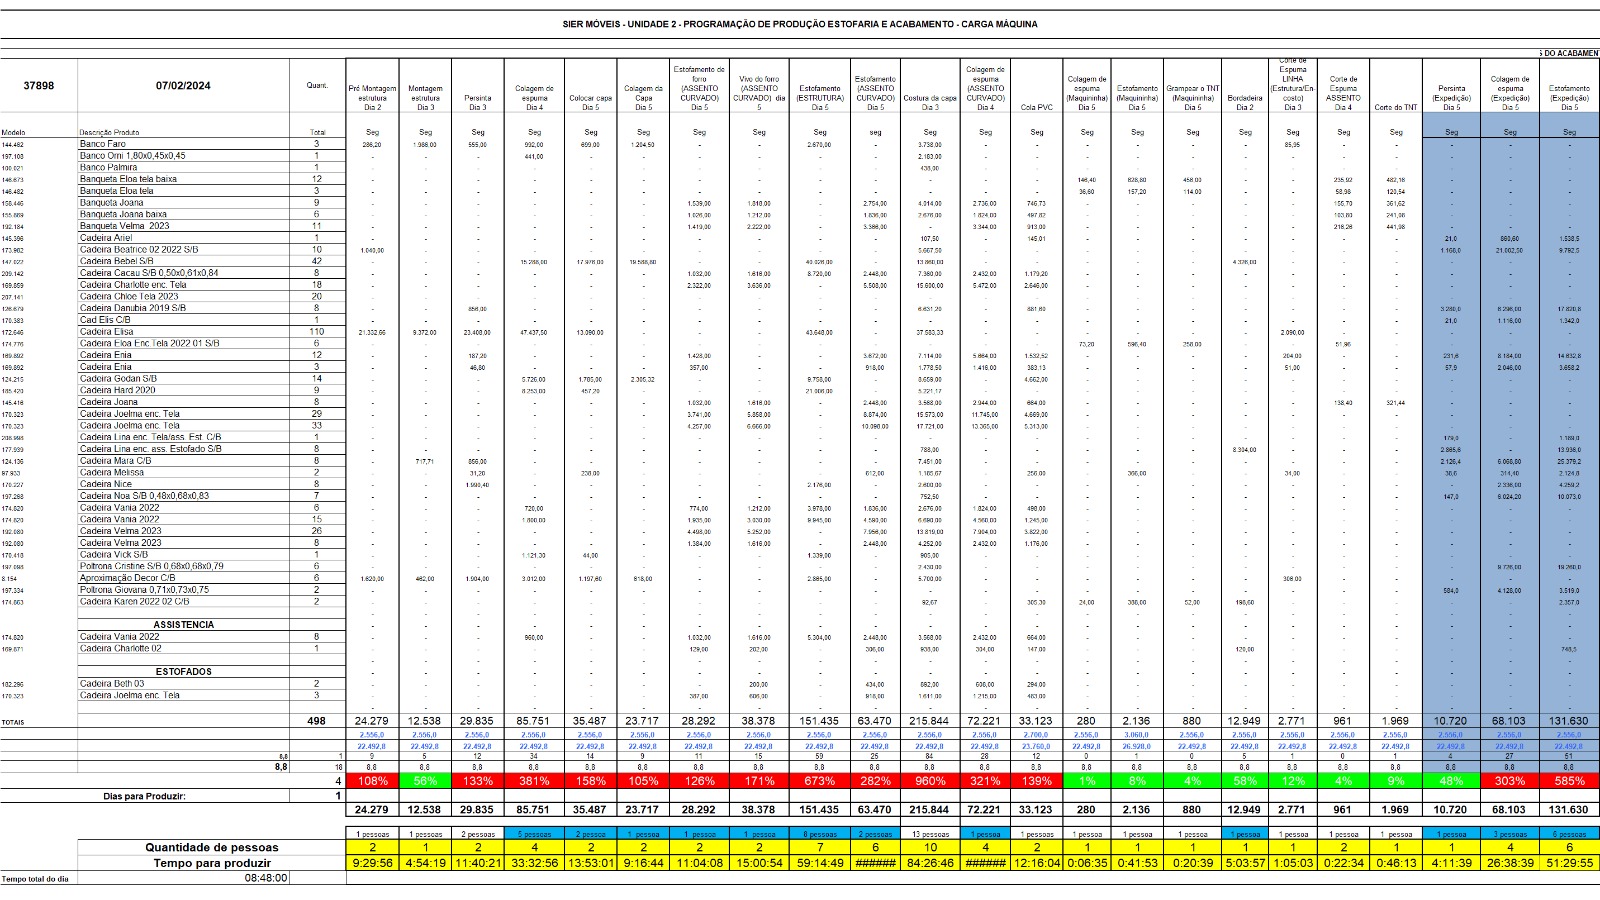 SIER MÓVEIS - UNIDADE 2 - PROGRAMAÇÃO DE PRODUÇÃO ESTOFARIA E ACABAMENTO - CARGA MÁQUINA
DO ACABAMEN
37898 07/02/2024 Quant. Pré Montagem estrutura Dia 2 Montagem estrutura Dia 3 Persinta Dia 3 Colagem de espuma Dia 4 Colocar capa Dia 5 Colagem da Capa Dia 5 Estofamento de forro (ASSENTO CURVADO) Dia 5 Vivo do forro (ASSENTO CURVADO) dia 5 Estofamento (ESTRUTURA) Dia 5 Estofamento (ASSENTO CURVADO) Dia 5 Costura da capa Dia 3 Colagem de espuma (ASSENTO CURVADO) Dia 4 Cola PVC Colagem de espuma (Maquininha) Dia 5 Estofamento (Maquininha) Dia 5 Grampear o TNT (Maquininha) Dia 5 Bordadeira Dia 2 Corte de Espuma LINHA (Estrutura/En-costo) Dia 3 Corte de Espuma ASSENTO Dia 4 Corte do TNT Persinta (Expedição) Dia 5 Colagem de espuma (Expedição) Dia 5 Estofamento (Expedição) Dia 5
Modelo Descrição Produto Total Seg Seg Seg Seg Seg Seg Seg Seg Seg seg Seg Seg Seg Seg Seg Seg Seg Seg Seg Seg Seg Seg Seg
144.462 Banco Faro 3 286,20 1.986,00 555,00 992,00 699,00 1.204,50 - - 2.670,00 - 3.738,00 - - - - - - 85,95 - - - - -
197.108 Banco Omi 1,80x0,45x0,45 1 441,00 2.183,00
100.021 Banco Palmira 1 438,00
146.673 Banqueta Eloa tela baixa 12 146,40 628,80 456,00 235,92 482,16
146.482 Banqueta Eloa tela 3 36,60 157,20 114,00 58,98 120,54
158.446 Banqueta Joana 9 1.539,00 1.818,00 2.754,00 4.014,00 2.736,00 746,73 155,70 361,62
155.669 Banqueta Joana baixa 6 1.026,00 1.212,00 1.836,00 2.676,00 1.824,00 497,82 103,80 241,08
192.184 Banqueta Velma 2023 11 1.419,00 2.222,00 3.366,00 3.344,00 913,00 216,26 441,98
145.396 Cadeira Ariel 1 107,50 145,01 21,0 860,60 1.538,5
173.962 Cadeira Beatrice 02 2022 S/B 10 1.040,00 5.667,50 1.168,0 21.002,50 9.792,5
147.022 Cadeira Bebel S/B 42 15.288,00 17.976,00 19.588,60 40.026,00 13.860,00 4.326,00
209.142 Cadeira Cacau S/B 0,50x0,61x0,84 8 1.032,00 1.616,00 8.720,00 2.448,00 7.360,00 2.432,00 1.179,20
169.859 Cadeira Charlotte enc. Tela 18 2.322,00 3.636,00 5.508,00 15.600,00 5.472,00 2.646,00
207.141 Cadeira Chloe Tela 2023 20
126.679 Cadeira Danubia 2019 S/B 8 856,00 6.631,20 881,60 3.280,0 6.296,00 17.820,8
170.383 Cad Elis C/B 1 21,0 1.116,00 1.342,0
172.646 Cadeira Elisa 110 21.332,66 9.372,00 23.408,00 47.437,50 13.090,00 43.648,00 37.583,33 2.090,00
174.776 Cadeira Eloa Enc.Tela 2022 01 S/B 6 73,20 596,40 258,00 51,96
169.892 Cadeira Enia 12 187,20 1.428,00 3.672,00 7.114,00 5.664,00 1.532,52 204,00 231,6 8.184,00 14.632,8
169.892 Cadeira Enia 3 46,80 357,00 918,00 1.778,50 1.416,00 383,13 51,00 57,9 2.046,00 3.658,2
124.215 Cadeira Godan S/B 14 5.726,00 1.785,00 2.305,32 9.758,00 8.659,00 4.662,00
165.420 Cadeira Hard 2020 9 8.253,00 457,20 21.006,00 5.221,17
145.416 Cadeira Joana 8 1.032,00 1.616,00 2.448,00 3.568,00 2.944,00 664,00 138,40 321,44
170.323 Cadeira Joelma enc. Tela 29 3.741,00 5.858,00 8.874,00 15.573,00 11.745,00 4.669,00
170.323 Cadeira Joelma enc. Tela 33 4.257,00 6.666,00 10.098,00 17.721,00 13.365,00 5.313,00
208.998 Cadeira Lina enc. Tela/ass. Est. C/B 1 179,0 1.169,0
177.939 Cadeira Lina enc. ass. Estofado S/B 8 788,00 8.304,00 2.865,6 13.936,0
124.136 Cadeira Mara C/B 8 717,71 856,00 7.451,00 2.126,4 6.068,80 25.379,2
97.933 Cadeira Melissa 2 31,20 238,00 612,00 1.185,67 256,00 366,00 34,00 38,6 314,40 2.124,8
170.227 Cadeira Nice 8 1.990,40 2.176,00 2.600,00 2.336,00 4.259,2
197.268 Cadeira Noa S/B 0,48x0,68x0,83 7 752,50 147,0 6.024,20 10.073,0
174.820 Cadeira Vania 2022 6 720,00 774,00 1.212,00 3.978,00 1.836,00 2.676,00 1.824,00 498,00
174.820 Cadeira Vania 2022 15 1.800,00 1.935,00 3.030,00 9.945,00 4.590,00 6.690,00 4.560,00 1.245,00
192.080 Cadeira Velma 2023 26 4.498,00 5.252,00 7.956,00 13.819,00 7.904,00 3.822,00
192.080 Cadeira Velma 2023 8 1.384,00 1.616,00 2.448,00 4.252,00 2.432,00 1.176,00
170.418 Cadeira Vick S/B 1 1.121,30 44,00 1.339,00 905,00
197.098 Poltrona Cristine S/B 0,68x0,68x0,79 6 2.430,00 9.726,00 19.260,0
8.154 Aproximação Decor C/B 6 1.620,00 462,00 1.904,00 3.012,00 1.197,60 618,00 2.865,00 5.700,00 306,00
197.334 Poltrona Giovana 0,71x0,73x0,75 2 584,0 4.128,00 3.519,0
174.863 Cadeira Karen 2022 02 C/B 2 92,67 305,30 24,00 388,00 52,00 198,60 2.357,0
ASSISTENCIA
174.820 Cadeira Vania 2022 8 960,00 1.032,00 1.616,00 5.304,00 2.448,00 3.568,00 2.432,00 664,00
169.871 Cadeira Charlotte 02 1 129,00 202,00 306,00 938,00 304,00 147,00 120,00 748,5
ESTOFADOS
182.296 Cadeira Beth 03 2 200,00 434,00 892,00 608,00 294,00
170.323 Cadeira Joelma enc. Tela 3 387,00 606,00 918,00 1.611,00 1.215,00 483,00
TOTAIS 498 24.279 12.538 29.835 85.751 35.487 23.717 28.292 38.378 151.435 63.470 215.844 72.221 33.123 280 2.136 880 12.949 2.771 961 1.969 10.720 68.103 131.630
2.556,0 2.556,0 2.556,0 2.556,0 2.556,0 2.556,0 2.556,0 2.556,0 2.556,0 2.556,0 2.556,0 2.556,0 2.700,0 2.556,0 3.060,0 2.556,0 2.556,0 2.556,0 2.556,0 2.556,0 2.556,0 2.556,0 2.556,0
22.492,8 22.492,8 22.492,8 22.492,8 22.492,8 22.492,8 22.492,8 22.492,8 22.492,8 22.492,8 22.492,8 22.492,8 23.760,0 22.492,8 26.928,0 22.492,8 22.492,8 22.492,8 22.492,8 22.492,8 22.492,8 22.492,8 22.492,8
8,8 1 9 5 12 34 14 9 11 15 59 25 84 28 12 0 1 0 5 1 0 1 4 27 51
8,8 18 8,8 8,8 8,8 8,8 8,8 8,8 8,8 8,8 8,8 8,8 8,8 8,8 8,8 8,8 8,8 8,8 8,8 8,8 8,8 8,8 8,8 8,8 8,8
4 108% 56% 133% 381% 158% 105% 126% 171% 673% 282% 960% 321% 139% 1% 8% 4% 58% 12% 4% 9% 48% 303% 585%
Dias para Produzir: 1
24.279 12.538 29.835 85.751 35.487 23.717 28.292 38.378 151.435 63.470 215.844 72.221 33.123 280 2.136 880 12.949 2.771 961 1.969 10.720 68.103 131.630
1 pessoas 1 pessoas 2 pessoas 5 pessoas 2 pessoas 1 pessoas 1 pessoas 1 pessoas 8 pessoas 2 pessoas 13 pessoas 1 pessoas 1 pessoas 1 pessoas 1 pessoas 1 pessoas 1 pessoas 1 pessoas 1 pessoas 1 pessoas 1 pessoas 3 pessoas 6 pessoas
Quantidade de pessoas 2 1 2 4 2 2 2 2 7 6 10 4 2 1 1 1 1 1 2 1 1 4 6
Tempo para produzir 9:29:56 4:54:19 11:40:21 33:32:56 13:53:01 9:16:44 11:04:08 15:00:54 59:14:49 ###### 84:26:46 ###### 12:16:04 0:06:35 0:41:53 0:20:39 5:03:57 1:05:03 0:22:34 0:46:13 4:11:39 26:38:39 51:29:55
Tempo total do dia 08:48:00